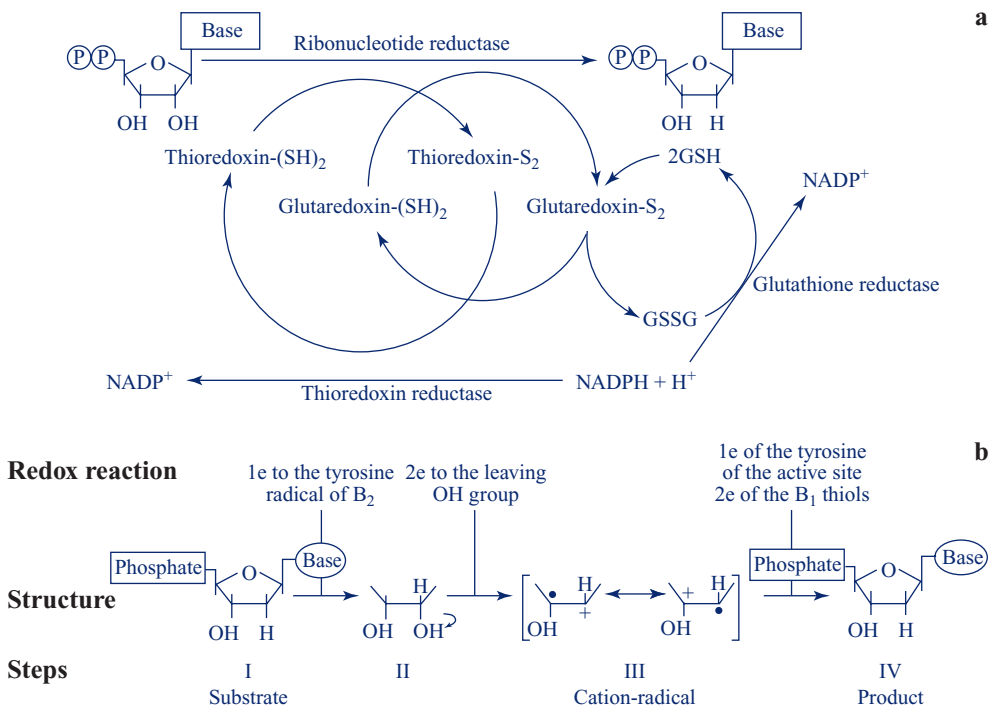 a
Base
Ribonucleotide reductase
Base
P P
O
P P
O
OH OH
OH H
Thioredoxin-(SH)2
Thioredoxin-S2
2GSH
NADP+
Glutaredoxin-(SH)2
Glutaredoxin-S2
Glutathione reductase
GSSG
NADP+
Thioredoxin reductase
NADPH + H+
b
Redox reaction
1e to the tyrosine
radical of B2
2e to the leaving
OH group
1e of the tyrosine
of the active site
2e of the B1 thiols
Structure
Phosphate
O
Base
OH H
H
OH OH
H
OH
+
+
H
OH
Phosphate
O
Base
OH H
Steps
I
II
III
IV
Substrate
Cation-radical
Product